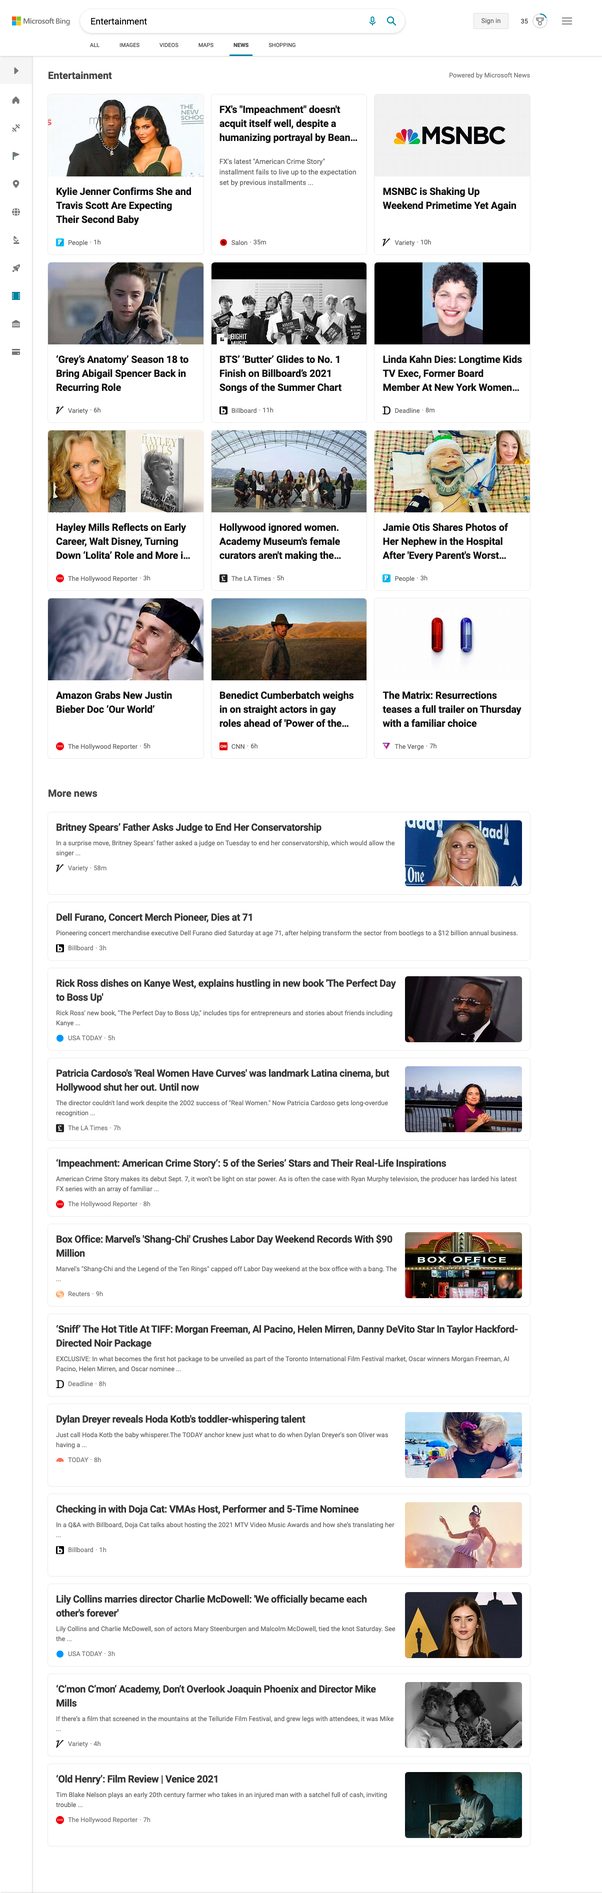 Microsoft Bing
Entertainment
Sign in
35
ALL
IMAGES
VIDEOS
MAPS
NEWS
SHOPPING
Entertainment
Powered by Microsoft News
THE
NEW
SCHOOL
Kylie Jenner Confirms She and
Travis Scott Are Expecting
Their Second Baby
People · 1h
FX's "Impeachment" doesn't
acquit itself well, despite a
humanizing portrayal by Bean...
FX's latest "American Crime Story"
installment fails to live up to the expectation
set by previous installments ...
Salon · 35m
MSNBC
MSNBC is Shaking Up
Weekend Primetime Yet Again
Variety · 10h
'Grey's Anatomy' Season 18 to
Bring Abigail Spencer Back in
Recurring Role
Variety · 6h
BIGHIT
MUSIC
BTS' 'Butter' Glides to No. 1
Finish on Billboard's 2021
Songs of the Summer Chart
Billboard · 11h
Linda Kahn Dies: Longtime Kids
TV Exec, Former Board
Member At New York Women...
Deadline · 8m
HAYLEY
MILLS
Hayley Mills Reflects on Early
Career, Walt Disney, Turning
Down 'Lolita' Role and More i...
The Hollywood Reporter · 3h
Hollywood ignored women.
Academy Museum's female
curators aren't making the...
The LA Times · 5h
Jamie Otis Shares Photos of
Her Nephew in the Hospital
After 'Every Parent's Worst...
People · 3h
Amazon Grabs New Justin
Bieber Doc 'Our World'
The Hollywood Reporter · 5h
Benedict Cumberbatch weighs
in on straight actors in gay
roles ahead of 'Power of the...
CNN · 6h
The Matrix: Resurrections
teases a full trailer on Thursday
with a familiar choice
The Verge · 7h
More news
Britney Spears' Father Asks Judge to End Her Conservatorship
In a surprise move, Britney Spears' father asked a judge on Tuesday to end her conservatorship, which would allow the
singer ...
Variety · 58m
glaad
One
Dell Furano, Concert Merch Pioneer, Dies at 71
Pioneering concert merchandise executive Dell Furano died Saturday at age 71, after helping transform the sector from bootlegs to a $12 billion annual business.
Billboard · 3h
Rick Ross dishes on Kanye West, explains hustling in new book 'The Perfect Day
to Boss Up'
Rick Ross' new book, "The Perfect Day to Boss Up," includes tips for entrepreneurs and stories about friends including
Kanye ...
USA TODAY · 5h
Patricia Cardoso's 'Real Women Have Curves' was landmark Latina cinema, but
Hollywood shut her out. Until now
The director couldn't land work despite the 2002 success of "Real Women." Now Patricia Cardoso gets long-overdue
recognition ...
The LA Times · 7h
'Impeachment: American Crime Story': 5 of the Series' Stars and Their Real-Life Inspirations
American Crime Story makes its debut Sept. 7, it won't be light on star power. As is often the case with Ryan Murphy television, the producer has larded his latest
FX series with an array of familiar ...
The Hollywood Reporter · 8h
Box Office: Marvel's 'Shang-Chi' Crushes Labor Day Weekend Records With $90
Million
Marvel's "Shang-Chi and the Legend of the Ten Rings" capped off Labor Day weekend at the box office with a bang. The
...
Reuters · 9h
BOX OFFICE
'Sniff' The Hot Title At TIFF: Morgan Freeman, Al Pacino, Helen Mirren, Danny DeVito Star In Taylor Hackford-
Directed Noir Package
EXCLUSIVE: In what becomes the first hot package to be unveiled as part of the Toronto International Film Festival market, Oscar winners Morgan Freeman, Al
Pacino, Helen Mirren, and Oscar nominee ...
Deadline · 8h
Dylan Dreyer reveals Hoda Kotb's toddler-whispering talent
Just call Hoda Kotb the baby whisperer.The TODAY anchor knew just what to do when Dylan Dreyer's son Oliver was
having a ...
TODAY · 8h
Checking in with Doja Cat: VMAs Host, Performer and 5-Time Nominee
In a Q&A with Billboard, Doja Cat talks about hosting the 2021 MTV Video Music Awards and how she's translating her
...
Billboard · 1h
Lily Collins marries director Charlie McDowell: 'We officially became each
other's forever'
Lily Collins and Charlie McDowell, son of actors Mary Steenburgen and Malcolm McDowell, tied the knot Saturday. See
the ...
USA TODAY · 3h
'C'mon C'mon' Academy, Don't Overlook Joaquin Phoenix and Director Mike
Mills
If there's a film that screened in the mountains at the Telluride Film Festival, and grew legs with attendees, it was Mike
...
Variety · 4h
'Old Henry': Film Review | Venice 2021
Tim Blake Nelson plays an early 20th century farmer who takes in an injured man with a satchel full of cash, inviting
trouble ...
The Hollywood Reporter · 7h